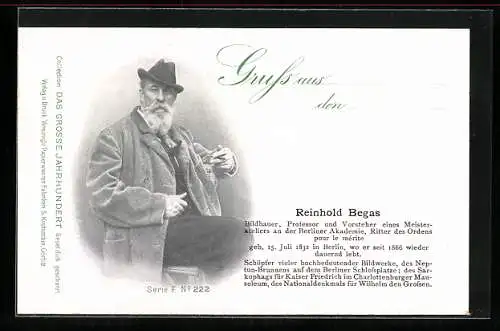 Collection DAS GROSSE JAHRHUNDERT
Verlag u. Druck
Gruß aus
den
Reinhold Begas
Bildhauer, Professor und Vorsteher eines Meister-
ateliers an der Berliner Akademie, Ritter des Ordens
pour le mérite
geb. 15. Juli 1831 in Berlin, wo er seit 1866 wieder
dauernd lebt.
Schöpfer vieler hochbedeutender Bildwerke, des Nep-
tun-Brunnens auf dem Berliner Schloßplatze; des Sar-
kophags für Kaiser Friedrich im Charlottenburger Mau-
soleum, des Nationaldenkmals für Wilhelm den Großen.
Serie F. No 222